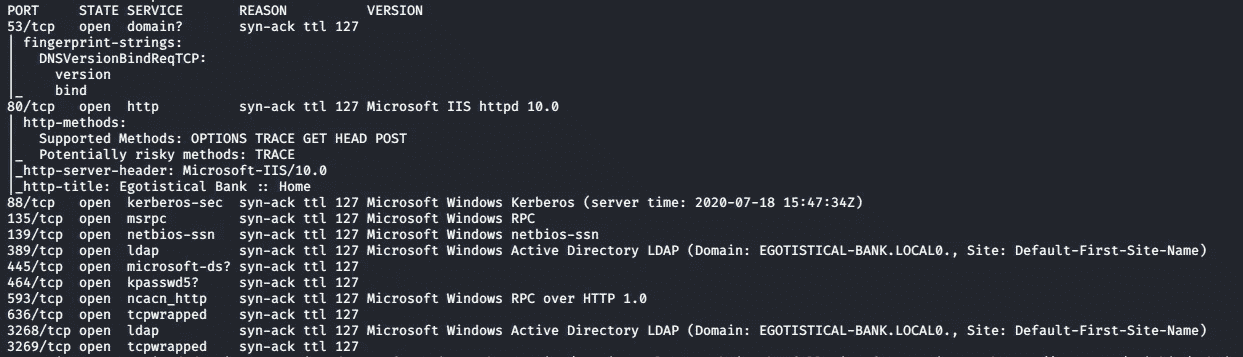 PORT     STATE SERVICE       REASON          VERSION
53/tcp   open  domain?       syn-ack ttl 127
| fingerprint-strings:
|   DNSVersionBindReqTCP:
|     version
|_    bind
80/tcp   open  http          syn-ack ttl 127 Microsoft IIS httpd 10.0
| http-methods:
|   Supported Methods: OPTIONS TRACE GET HEAD POST
|_  Potentially risky methods: TRACE
|_http-server-header: Microsoft-IIS/10.0
|_http-title: Egotistical Bank :: Home
88/tcp   open  kerberos-sec  syn-ack ttl 127 Microsoft Windows Kerberos (server time: 2020-07-18 15:47:34Z)
135/tcp  open  msrpc         syn-ack ttl 127 Microsoft Windows RPC
139/tcp  open  netbios-ssn   syn-ack ttl 127 Microsoft Windows netbios-ssn
389/tcp  open  ldap          syn-ack ttl 127 Microsoft Windows Active Directory LDAP (Domain: EGOTISTICAL-BANK.LOCAL0., Site: Default-First-Site-Name)
445/tcp  open  microsoft-ds? syn-ack ttl 127
464/tcp  open  kpasswd5?     syn-ack ttl 127
593/tcp  open  ncacn_http    syn-ack ttl 127 Microsoft Windows RPC over HTTP 1.0
636/tcp  open  tcpwrapped    syn-ack ttl 127
3268/tcp open  ldap          syn-ack ttl 127 Microsoft Windows Active Directory LDAP (Domain: EGOTISTICAL-BANK.LOCAL0., Site: Default-First-Site-Name)
3269/tcp open  tcpwrapped    syn-ack ttl 127